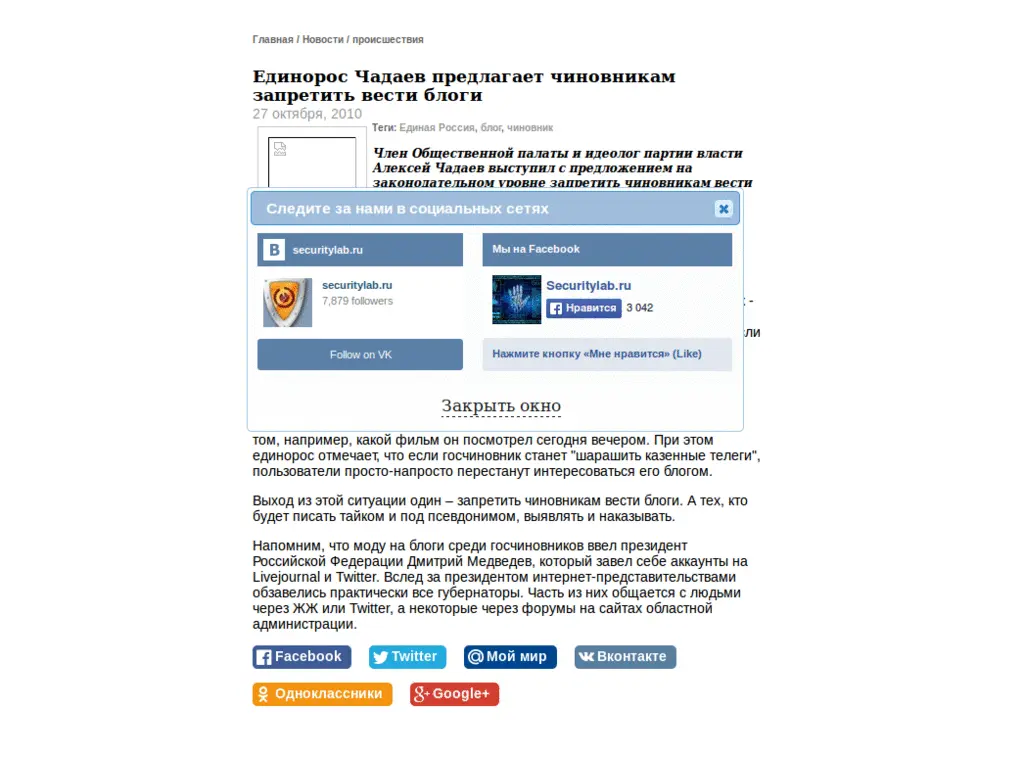 Главная / Новости / происшествия
Единорос Чадаев предлагает чиновникам
запретить вести блоги
27 октября, 2010
Теги: Единая Россия, блог, чиновник
Член Общественной палаты и идеолог партии власти
Алексей Чадаев выступил с предложением на
законодательном уровне запретить чиновникам вести
Следите за нами в социальных сетях
securitylab.ru
securitylab.ru
7,879 followers
Follow on VK
Мы на Facebook
Securitylab.ru
Нравится 3 042
Нажмите кнопку «Мне нравится» (Like)
Закрыть окно
том, например, какой фильм он посмотрел сегодня вечером. При этом
единорос отмечает, что если госчиновник станет "шарашить казенные телеги",
пользователи просто-напросто перестанут интересоваться его блогом.
Выход из этой ситуации один – запретить чиновникам вести блоги. А тех, кто
будет писать тайком и под псевдонимом, выявлять и наказывать.
Напомним, что моду на блоги среди госчиновников ввел президент
Российской Федерации Дмитрий Медведев, который завел себе аккаунты на
Livejournal и Twitter. Вслед за президентом интернет-представительствами
обзавелись практически все губернаторы. Часть из них общается с людьми
через ЖЖ или Twitter, а некоторые через форумы на сайтах областной
администрации.
Facebook Twitter Мой мир Вконтакте
Одноклассники Google+